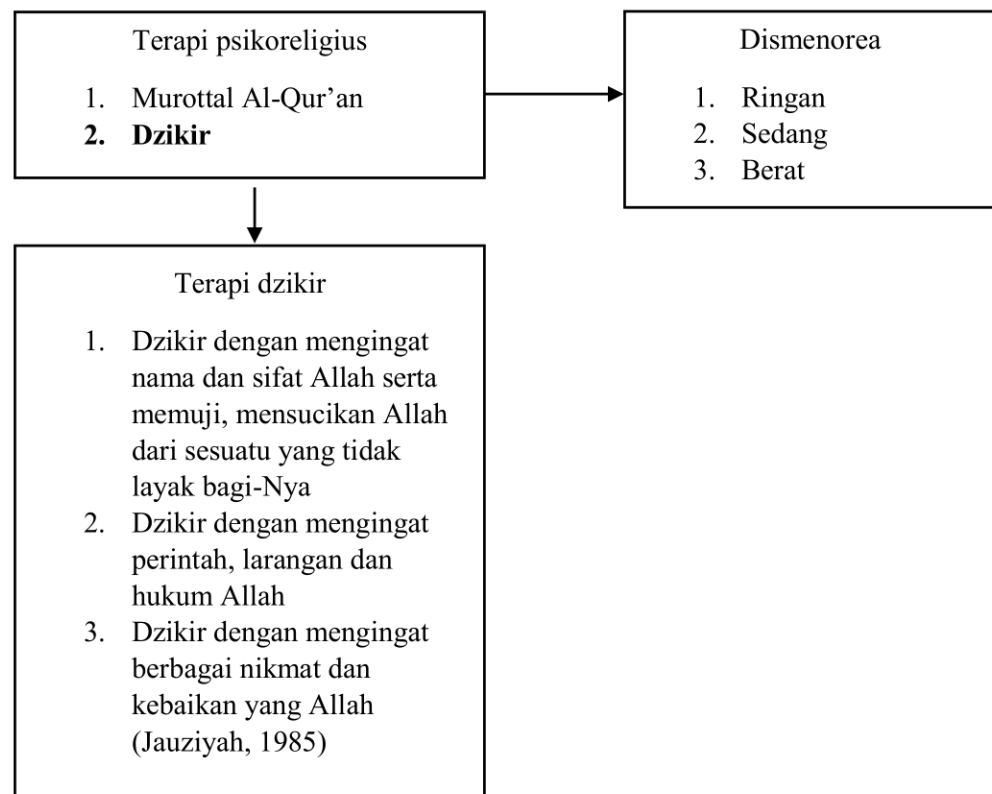 Terapi psikoreligius
1. Murottal Al-Qur’an
2. Dzikir
Dismenorea
1. Ringan
2. Sedang
3. Berat
Terapi dzikir
1. Dzikir dengan mengingat
nama dan sifat Allah serta
memuji, mensucikan Allah
dari sesuatu yang tidak
layak bagi-Nya
2. Dzikir dengan mengingat
perintah, larangan dan
hukum Allah
3. Dzikir dengan mengingat
berbagai nikmat dan
kebaikan yang Allah
(Jauziyah, 1985)